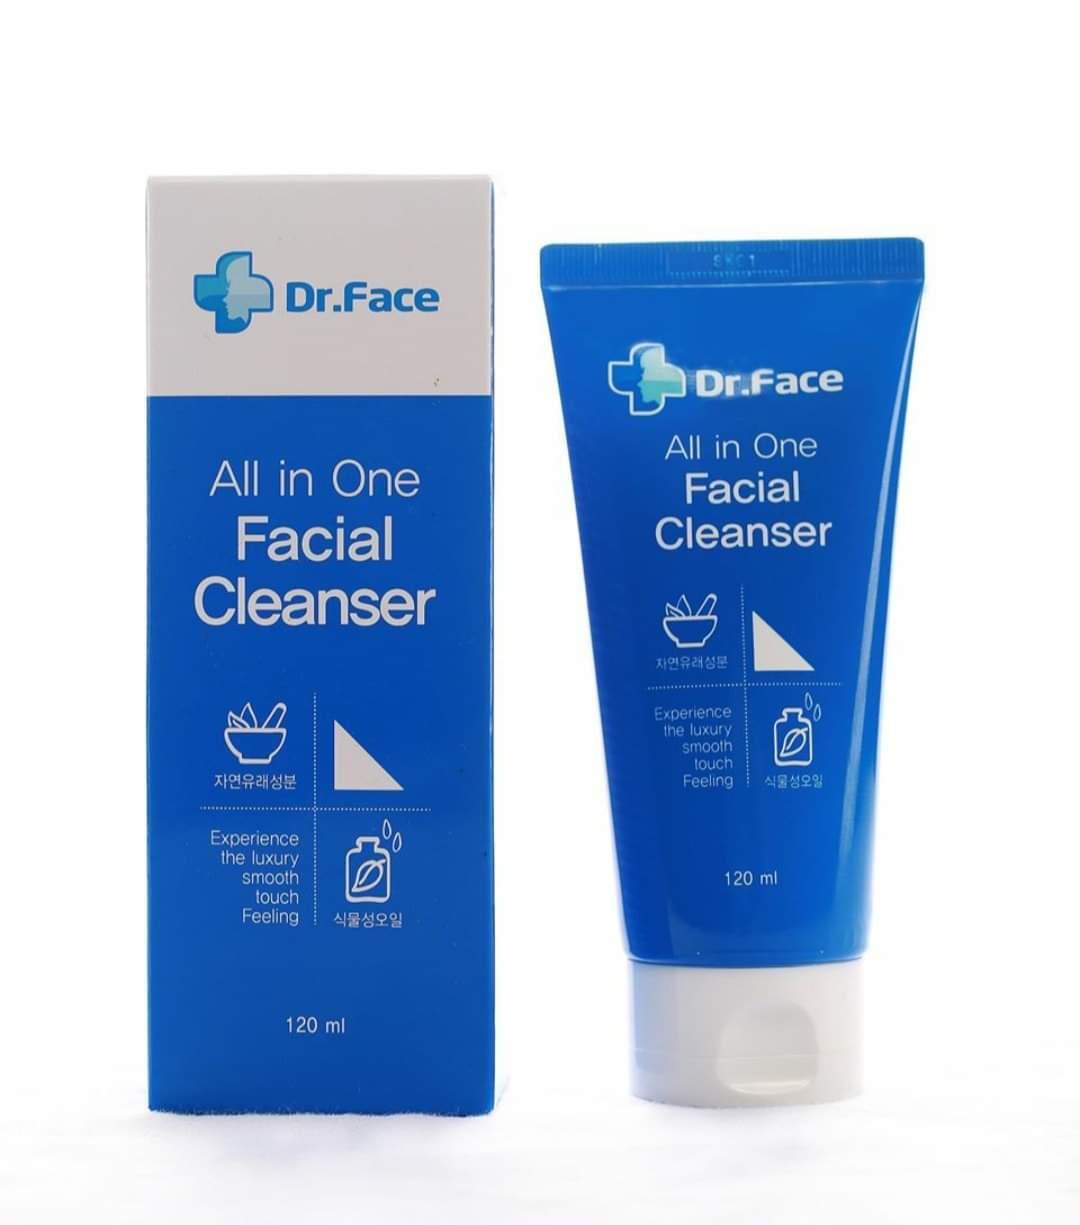 Dr.Face
All in One
Facial
Cleanser
자연유래성분
Experience
the luxury
smooth
touch
Feeling
식물성오일
120 ml
Dr.Face
All in One
Facial
Cleanser
자연유래성분
Experience
the luxury
smooth
touch
Feeling
식물성오일
120 ml